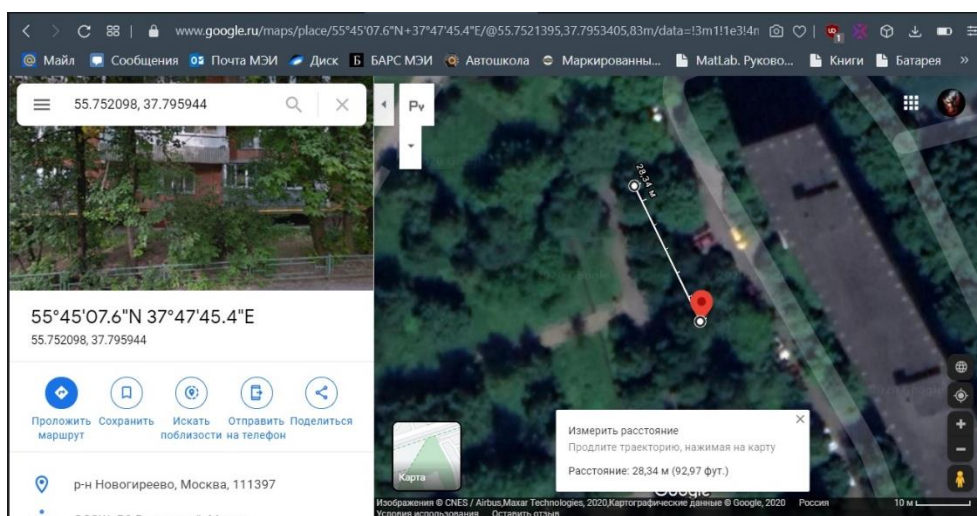 www.google.ru/maps/place/55°45'07.6"N+37°47'45.4"E/@55.7521395,37.7953405,83m/data=!3m1!1e3!4n
Майл Сообщения Почта МЭИ Диск БАРС МЭИ Автошкола Маркированны... MatLab. Руково... Книги Батарея »
55.752098, 37.795944
28,34 м
55°45'07.6"N 37°47'45.4"E
55.752098, 37.795944
Проложить маршрут
Сохранить
Искать поблизости
Отправить на телефон
Поделиться
р-н Новогиреево, Москва, 111397
Карта
Измерить расстояние
Продлите траекторию, нажимая на карту
Расстояние: 28,34 м (92,97 фут.)
Google
Изображения © CNES / Airbus,Maxar Technologies, 2020,Картографические данные © Google, 2020 Россия 10 м
Условия использования Оставить отзыв